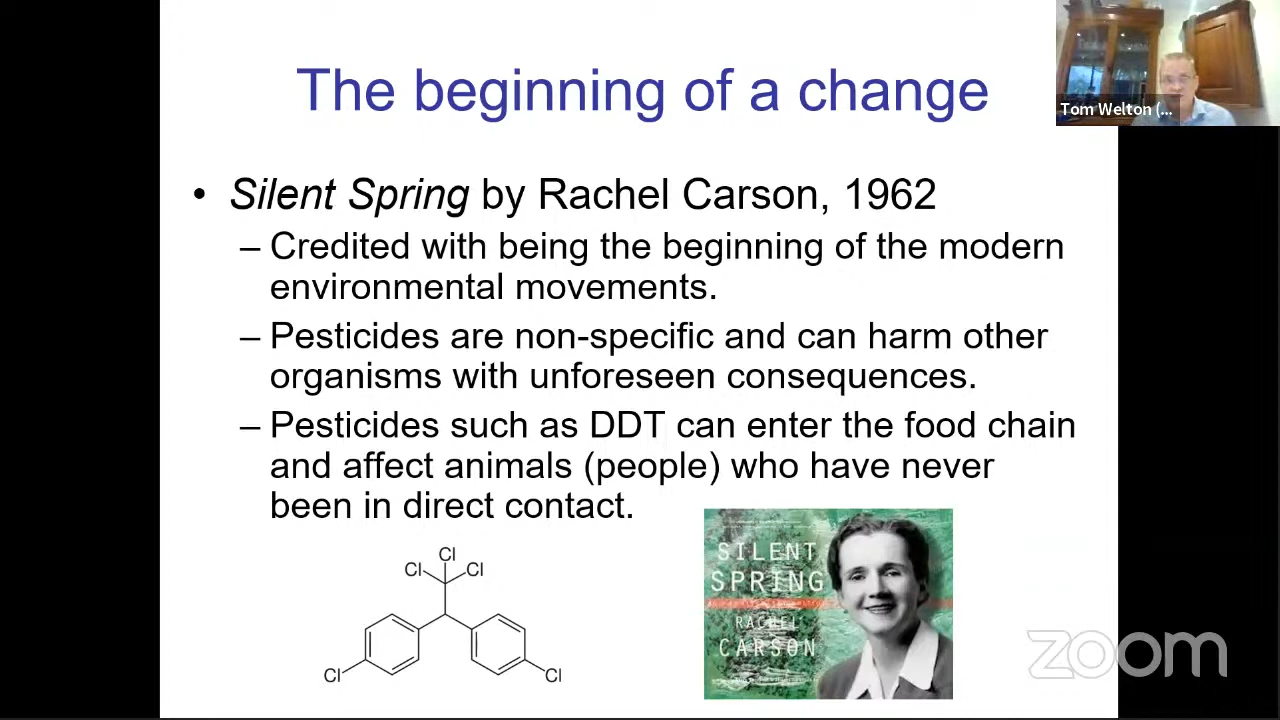 The beginning of a change
Tom Welton (...
• Silent Spring by Rachel Carson, 1962
– Credited with being the beginning of the modern
environmental movements.
– Pesticides are non-specific and can harm other
organisms with unforeseen consequences.
– Pesticides such as DDT can enter the food chain
and affect animals (people) who have never
been in direct contact.
Cl
Cl
Cl
Cl
Cl
SILENT
SPRING
RACHEL
CARSON
zoom